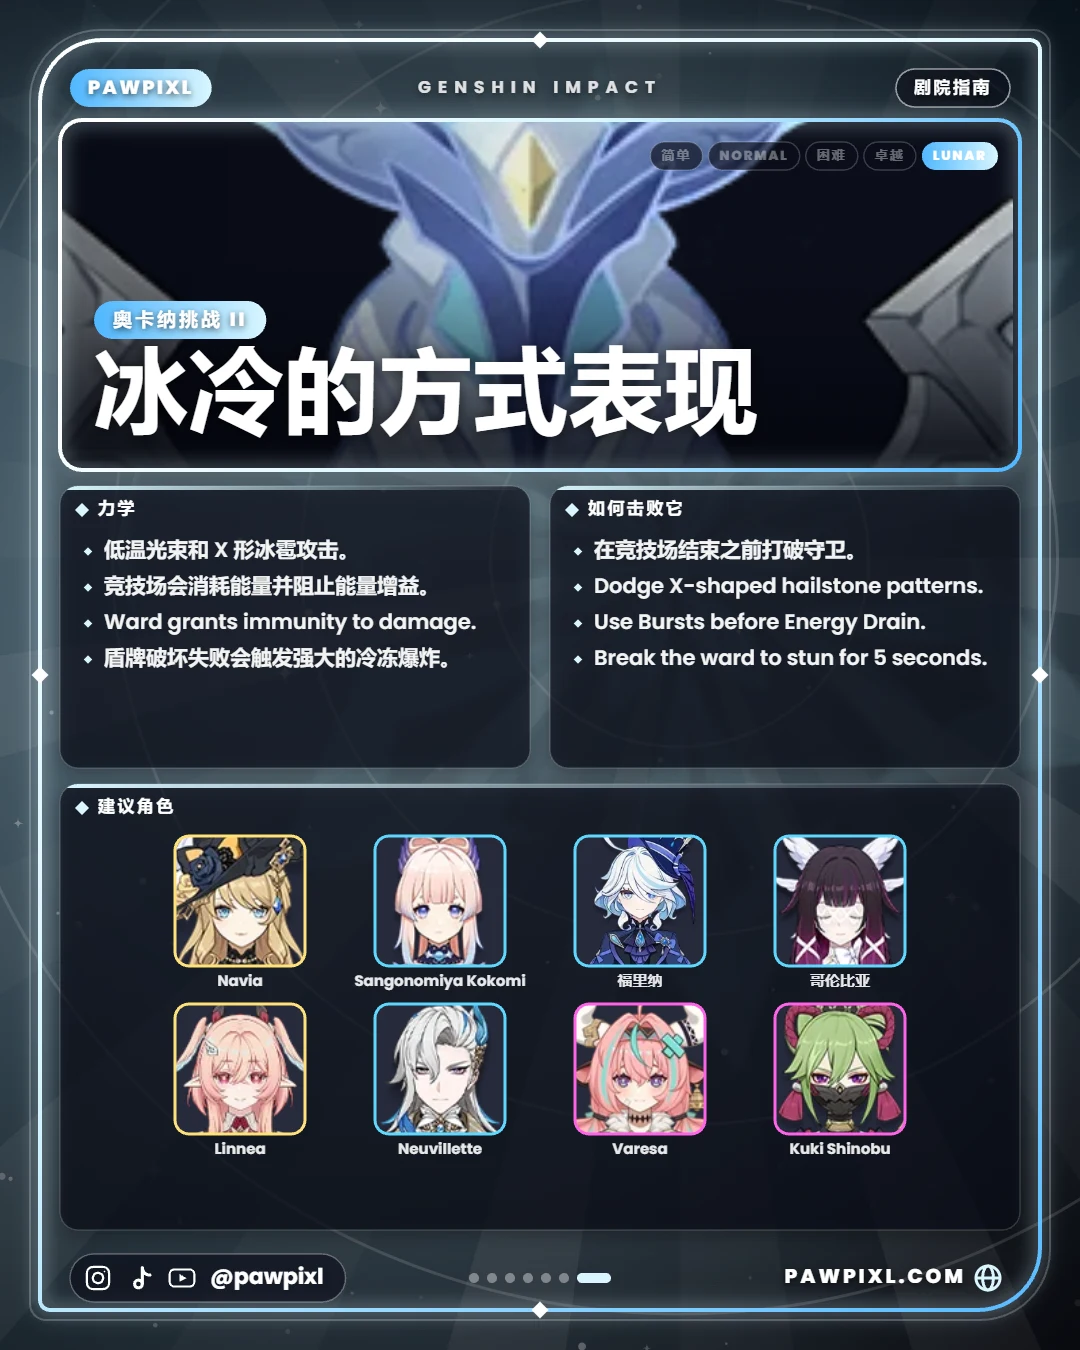 PAWPIXL
GENSHIN IMPACT
剧院指南
简单
NORMAL
困难
卓越
LUNAR
奥卡纳挑战 II
冰冷的方式表现
力学
低温光束和 X 形冰雹攻击。
竞技场会消耗能量并阻止能量增益。
Ward grants immunity to damage.
盾牌破坏失败会触发强大的冷冻爆炸。
如何击败它
在竞技场结束之前打破守卫。
Dodge X-shaped hailstone patterns.
Use Bursts before Energy Drain.
Break the ward to stun for 5 seconds.
建议角色
Navia
Sangonomiya Kokomi
福里纳
哥伦比亚
Linnea
Neuvillette
Varesa
Kuki Shinobu
@pawpixl
PAWPIXL.COM